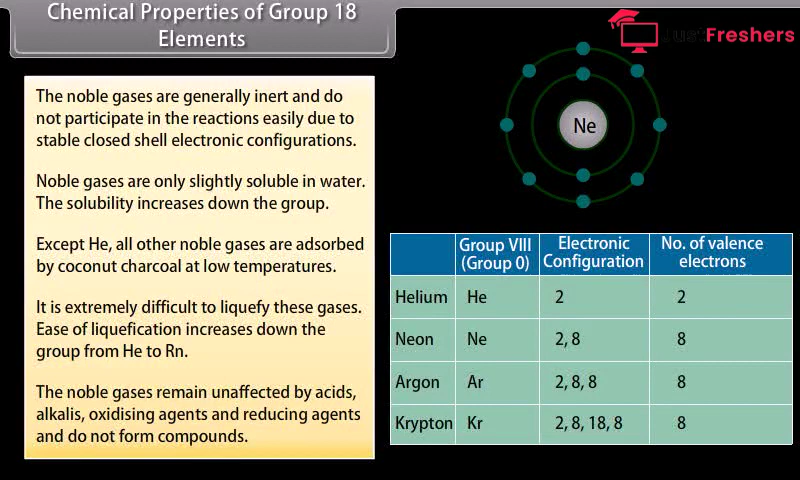 Chemical Properties of Group 18
Elements
Just Freshers
The noble gases are generally inert and do
not participate in the reactions easily due to
stable closed shell electronic configurations.
Noble gases are only slightly soluble in water.
The solubility increases down the group.
Except He, all other noble gases are adsorbed
by coconut charcoal at low temperatures.
It is extremely difficult to liquefy these gases.
Ease of liquefication increases down the
group from He to Rn.
The noble gases remain unaffected by acids,
alkalis, oxidising agents and reducing agents
and do not form compounds.
Ne
Group VIII (Group 0) Electronic Configuration No. of valence electrons
Helium He 2 2
Neon Ne 2, 8 8
Argon Ar 2, 8, 8 8
Krypton Kr 2, 8, 18, 8 8